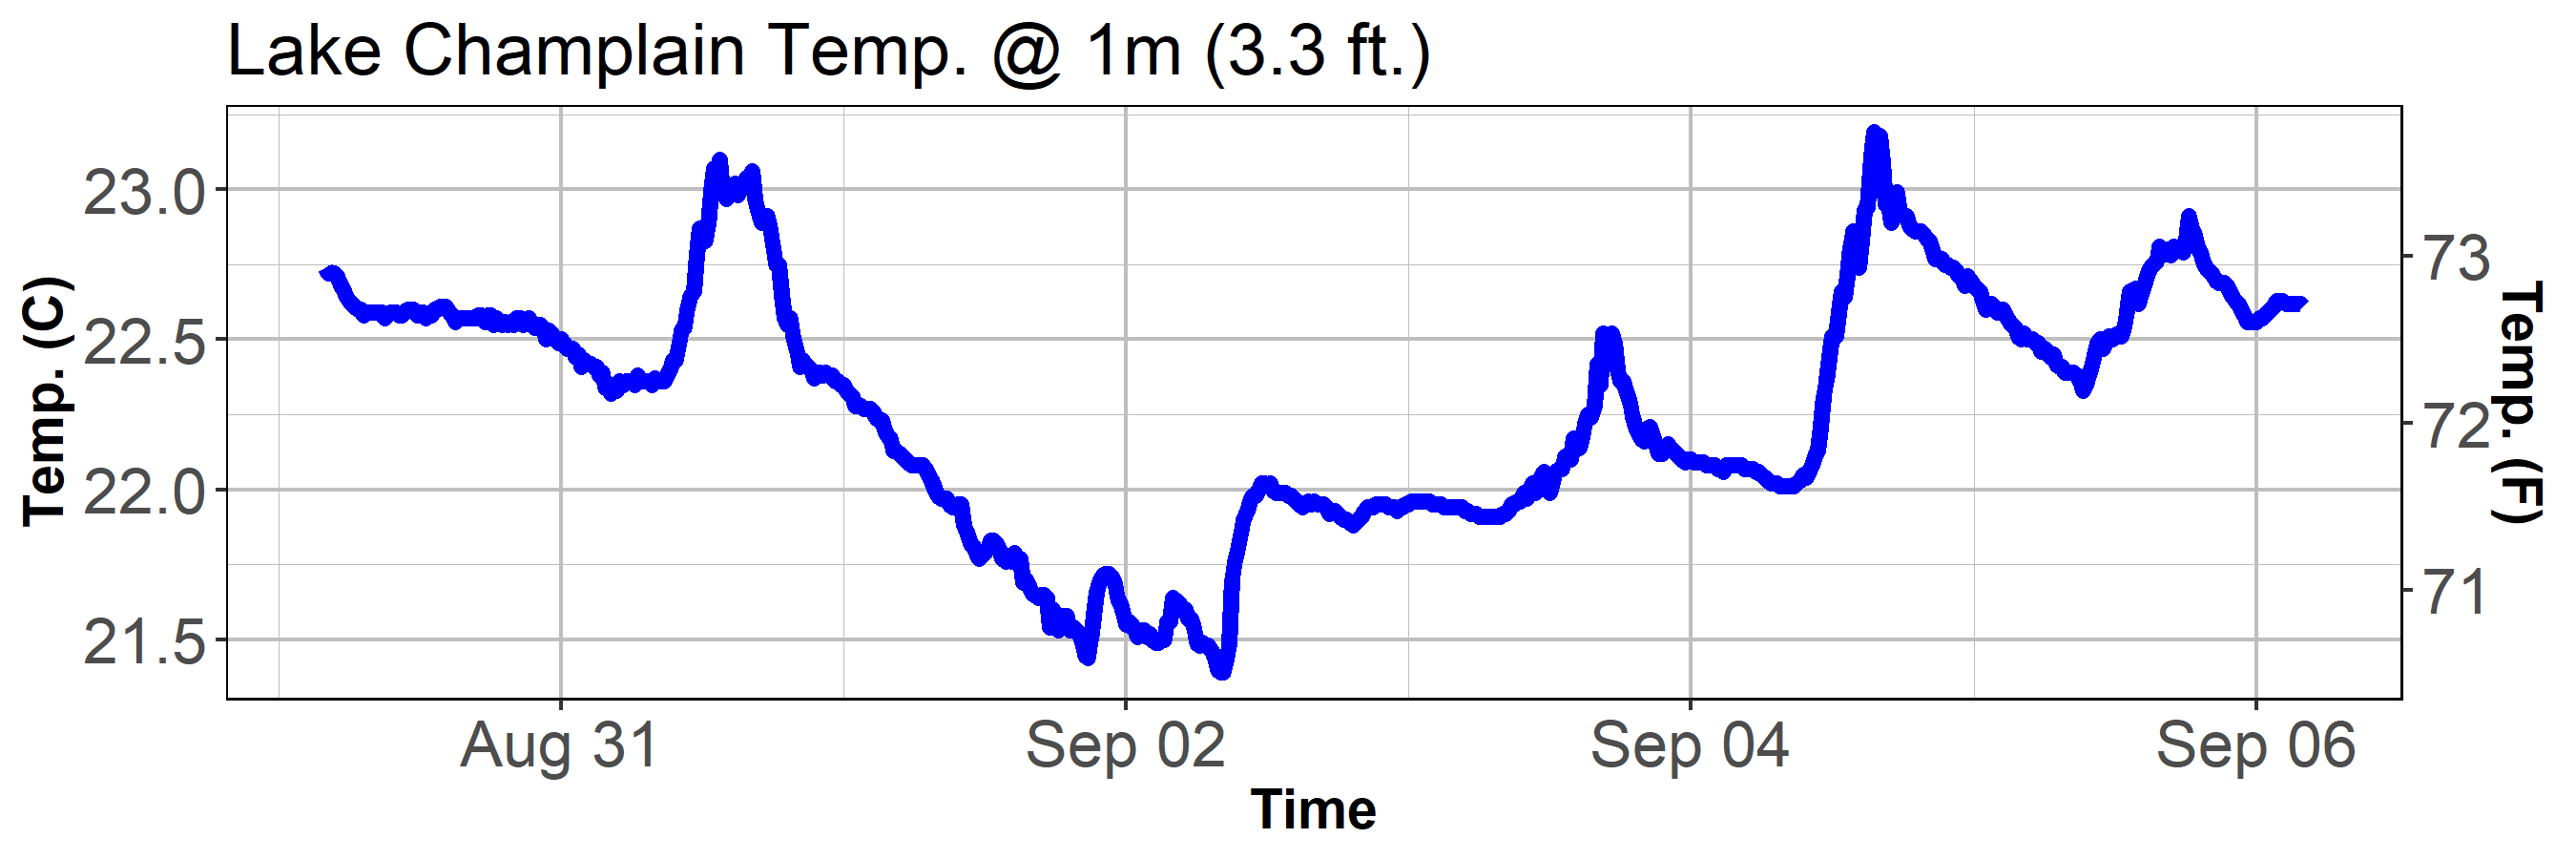 Lake Champlain Temp. @ 1m (3.3 ft.)
Temp. (C)
23.0
22.5
22.0
21.5
73
72
71
Temp. (F)
Aug 31 Sep 02 Sep 04 Sep 06
Time